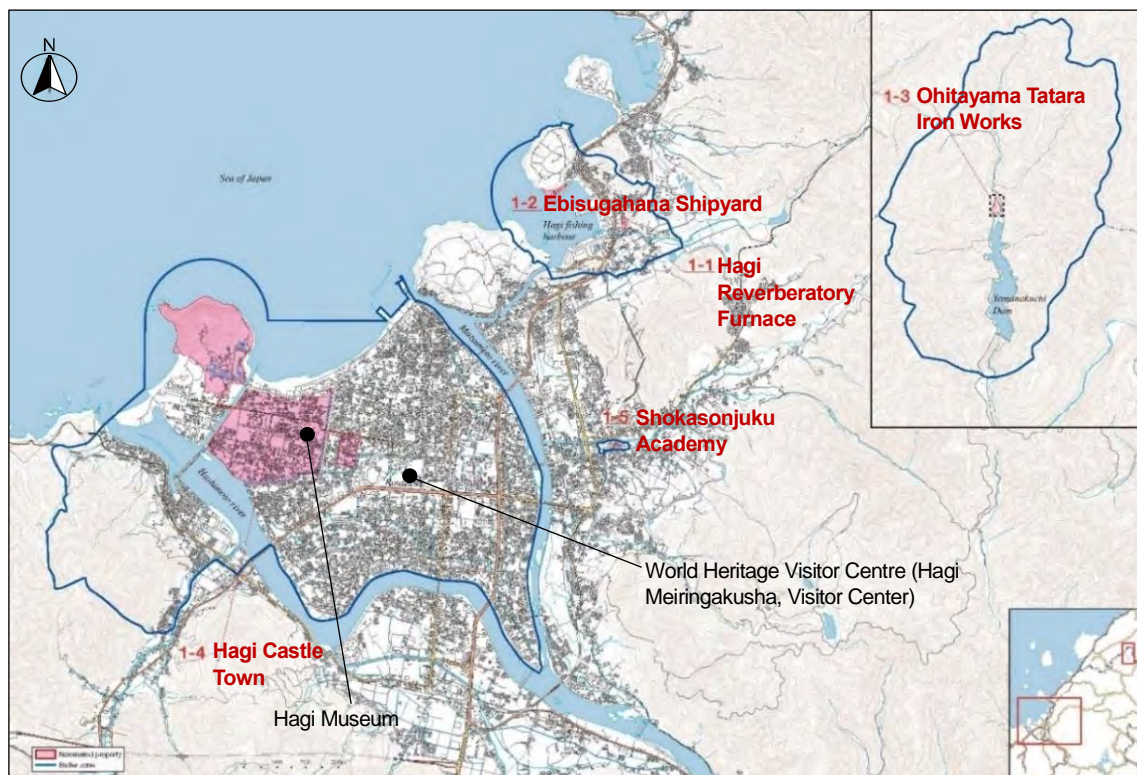 N
Sea of Japan
1-3 Ohitayama Tatara
Iron Works
1-2 Ebisugahana Shipyard
Hagi fishing
harbour
1-1 Hagi
Reverberatory
Furnace
Yamanokuchi
Dam
Matsumoto river
1-5 Shokasonjuku
Academy
Hashimoto river
World Heritage Visitor Centre (Hagi
Meiringakusha, Visitor Center)
1-4 Hagi Castle
Town
Hagi Museum
Nominated property
Buffer zone